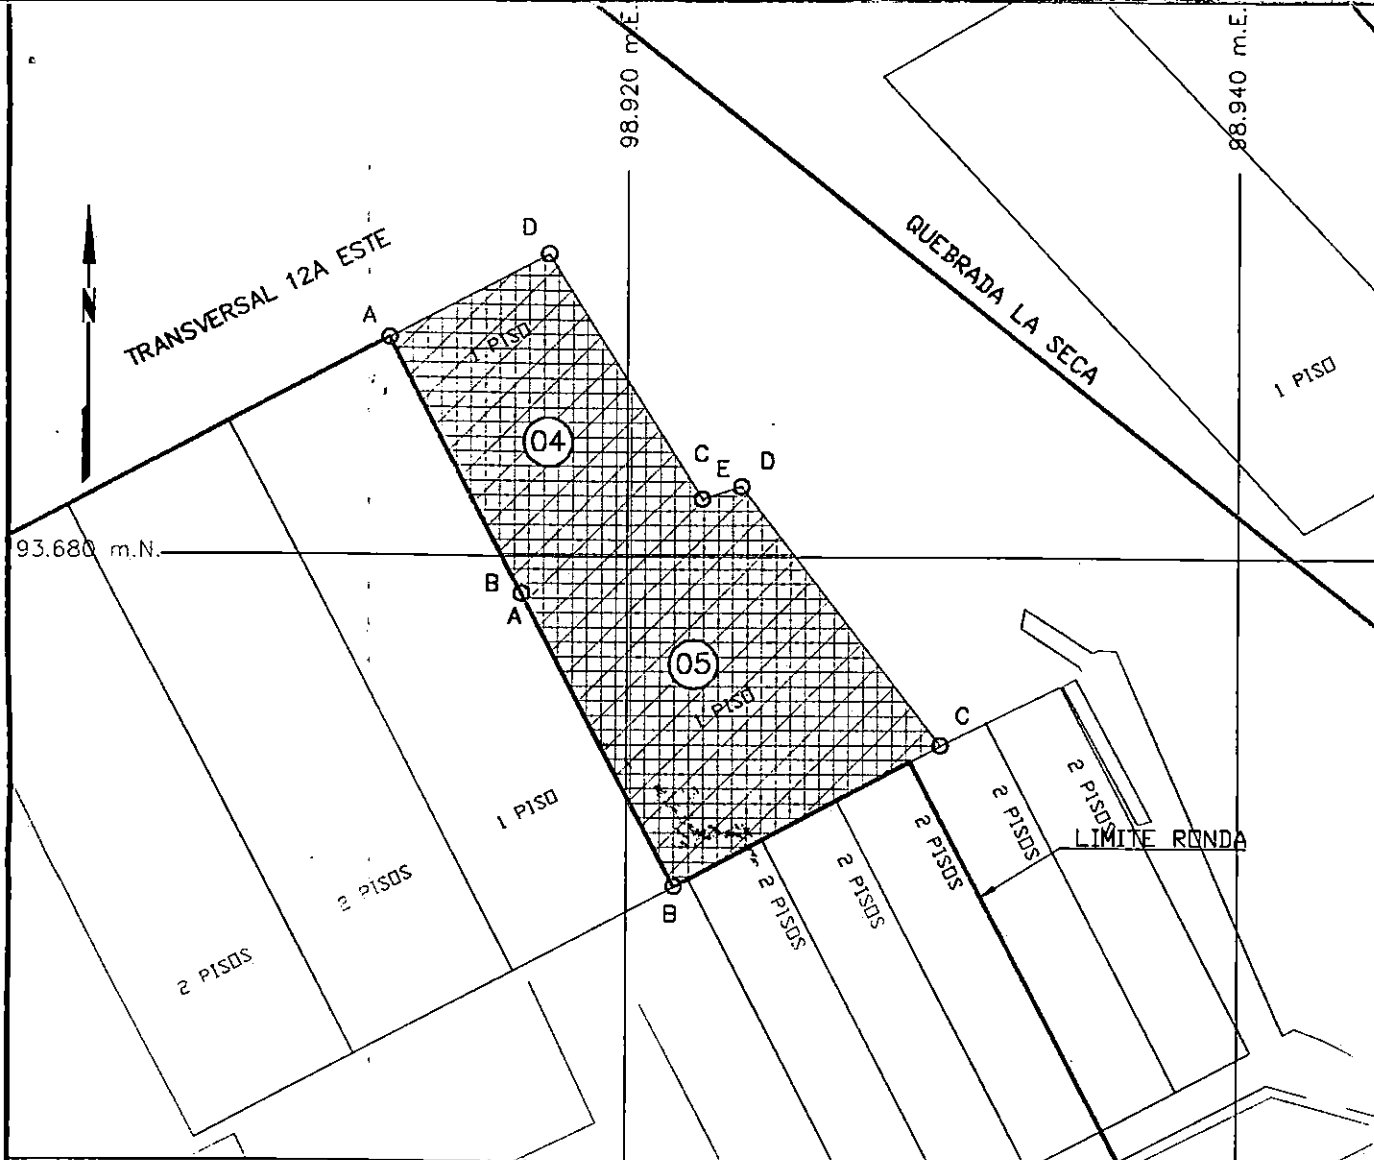 98.920 m.E.
98.940 m.E.
QUEBRADA LA SECA
N
TRANSVERSAL 12A ESTE
D
A
1 PISO
1 PISO
04
C
E
D
93.680 m.N.
B
A
05
1 PISO
C
1 PISO
2 PISOS
2 PISOS
2 PISOS
LIMITE RONDA
2 PISOS
2 PISOS
2 PISOS
B
2 PISOS
2 PISOS